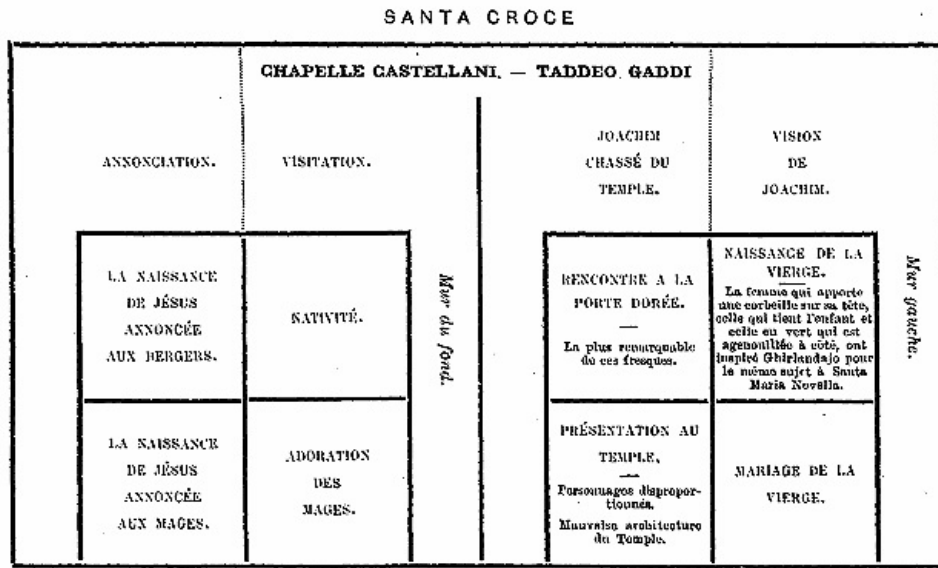 SANTA CROCE
CHAPELLE CASTELLANI. — TADDEO GADDI
ANNONCIATION.
VISITATION.
JOACHIM
CHASSÉ DU
TEMPLE.
VISION
DE
JOACHIM.
LA NAISSANCE
DE JÉSUS
ANNONCÉE
AUX BERGERS.
NATIVITÉ.
Mur du fond.
RENCONTRE A LA
PORTE DORÉE.
La plus remarquable
de ces fresques.
NAISSANCE DE LA
VIERGE.
La femme qui apporte
une corbeille sur sa tête,
celle qui tient l'enfant et
celle en vert qui est
agenouillée à côté, ont
inspiré Ghirlandajo pour
le même sujet à Santa
Maria Novella.
Mur gauche.
LA NAISSANCE
DE JÉSUS
ANNONCÉE
AUX MAGES.
ADORATION
DES
MAGES.
PRÉSENTATION AU
TEMPLE.
Personnages dispropor-
tionnés.
Mauvaise architecture
du Temple.
MARIAGE DE LA
VIERGE.